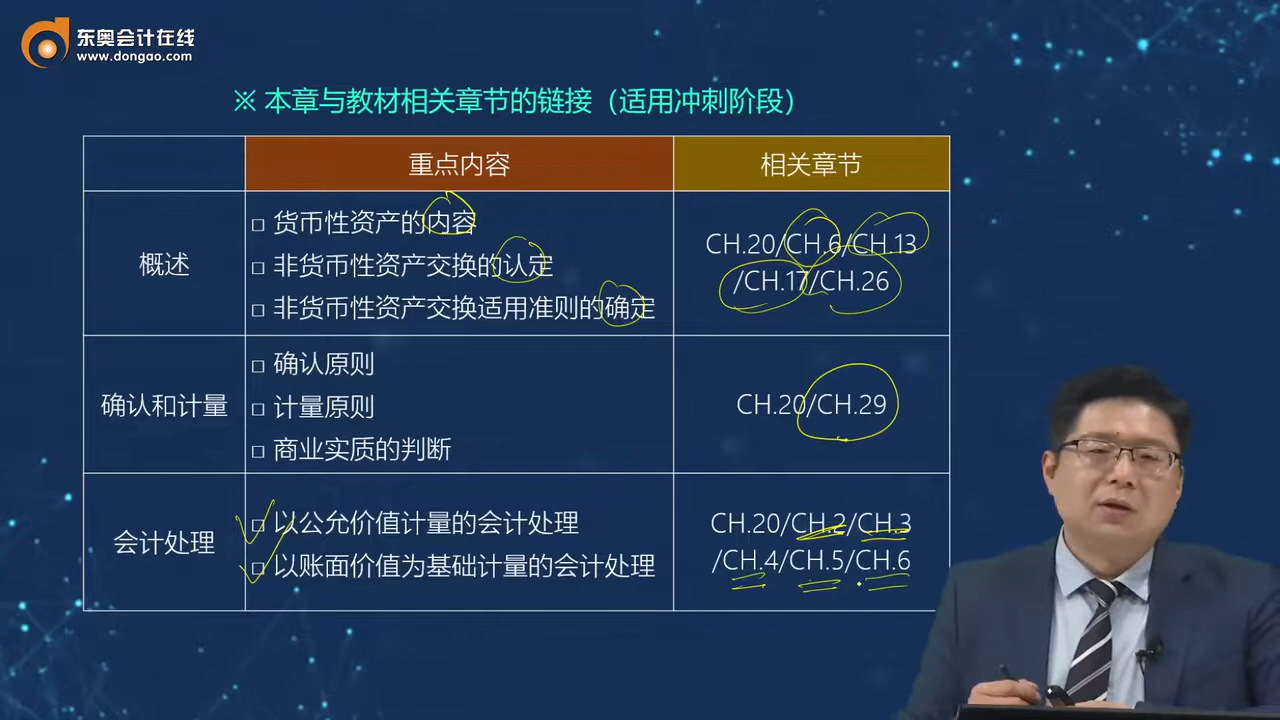 东奥会计在线
www.dongao.com
※ 本章与教材相关章节的链接（适用冲刺阶段）
重点内容
相关章节
概述
□ 货币性资产的内容
□ 非货币性资产交换的认定
□ 非货币性资产交换适用准则的确定
CH.20/CH.6/CH.13
/CH.17/CH.26
确认和计量
□ 确认原则
□ 计量原则
□ 商业实质的判断
CH.20/CH.29
会计处理
□ 以公允价值计量的会计处理
□ 以账面价值为基础计量的会计处理
CH.20/CH.2/CH.3
/CH.4/CH.5/CH.6